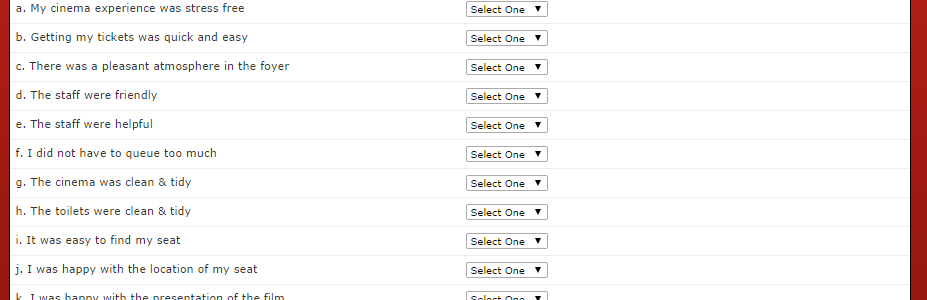 a. My cinema experience was stress free Select One ▼
b. Getting my tickets was quick and easy Select One ▼
c. There was a pleasant atmosphere in the foyer Select One ▼
d. The staff were friendly Select One ▼
e. The staff were helpful Select One ▼
f. I did not have to queue too much Select One ▼
g. The cinema was clean & tidy Select One ▼
h. The toilets were clean & tidy Select One ▼
i. It was easy to find my seat Select One ▼
j. I was happy with the location of my seat Select One ▼
k. I was happy with the presentation of the film Select One ▼